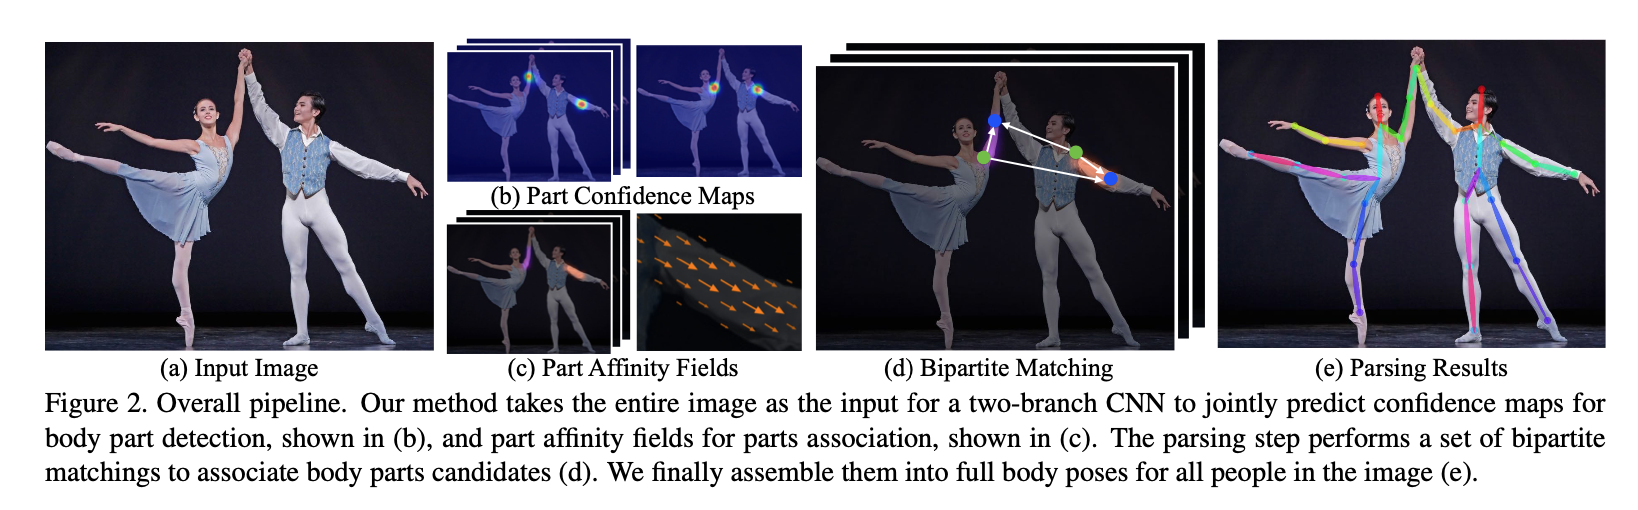 (b) Part Confidence Maps
(a) Input Image
(c) Part Affinity Fields
(d) Bipartite Matching
(e) Parsing Results
Figure 2. Overall pipeline. Our method takes the entire image as the input for a two-branch CNN to jointly predict confidence maps for
body part detection, shown in (b), and part affinity fields for parts association, shown in (c). The parsing step performs a set of bipartite
matchings to associate body parts candidates (d). We finally assemble them into full body poses for all people in the image (e).